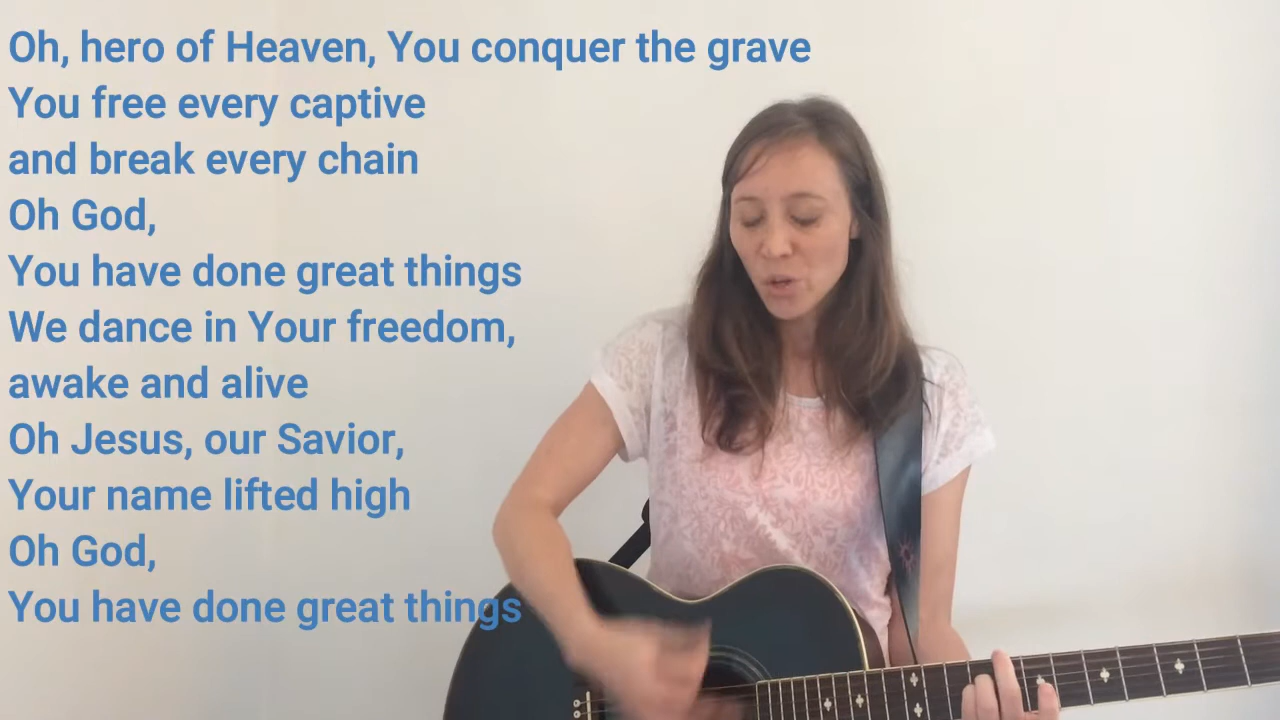 Oh, hero of Heaven, You conquer the grave
You free every captive
and break every chain
Oh God,
You have done great things
We dance in Your freedom,
awake and alive
Oh Jesus, our Savior,
Your name lifted high
Oh God,
You have done great things